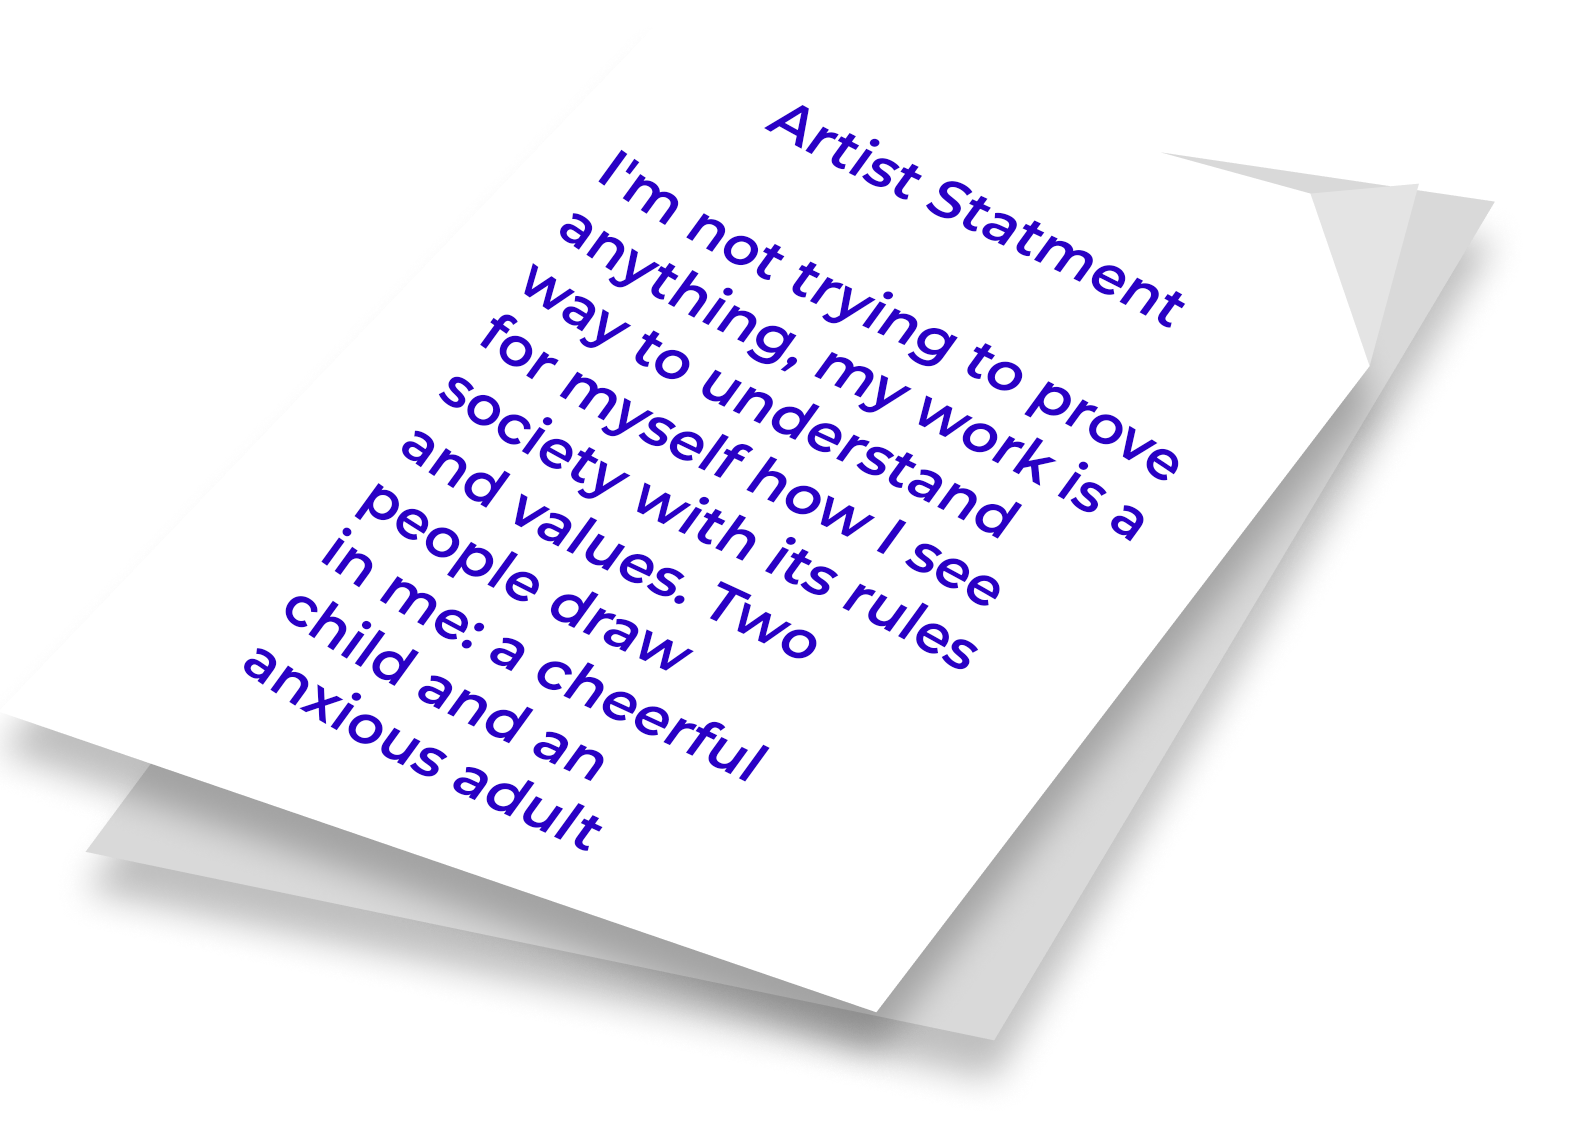 Artist Statment
I'm not trying to prove
anything, my work is a
way to understand
for myself how I see
society with its rules
and values. Two
people draw
in me: a cheerful
child and an
anxious adult